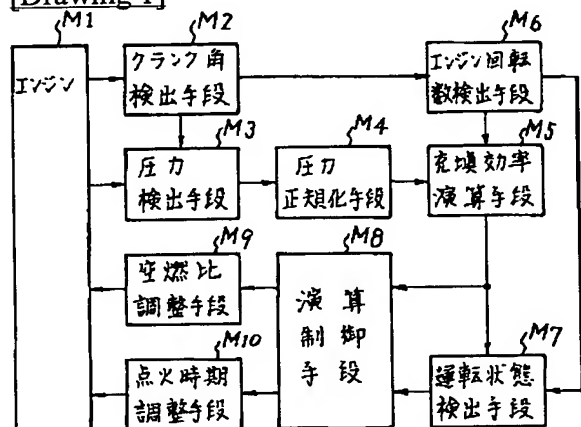 [Drawing 1]
M1
エンジン
M2
クランク角
検出手段
M6
エンジン回転
数検出手段
M3
圧力
検出手段
M4
圧力
正規化手段
M5
充填効率
演算手段
M9
空燃比
調整手段
M8
演算
制御
手段
M7
運転状態
検出手段
M10
点火時期
調整手段